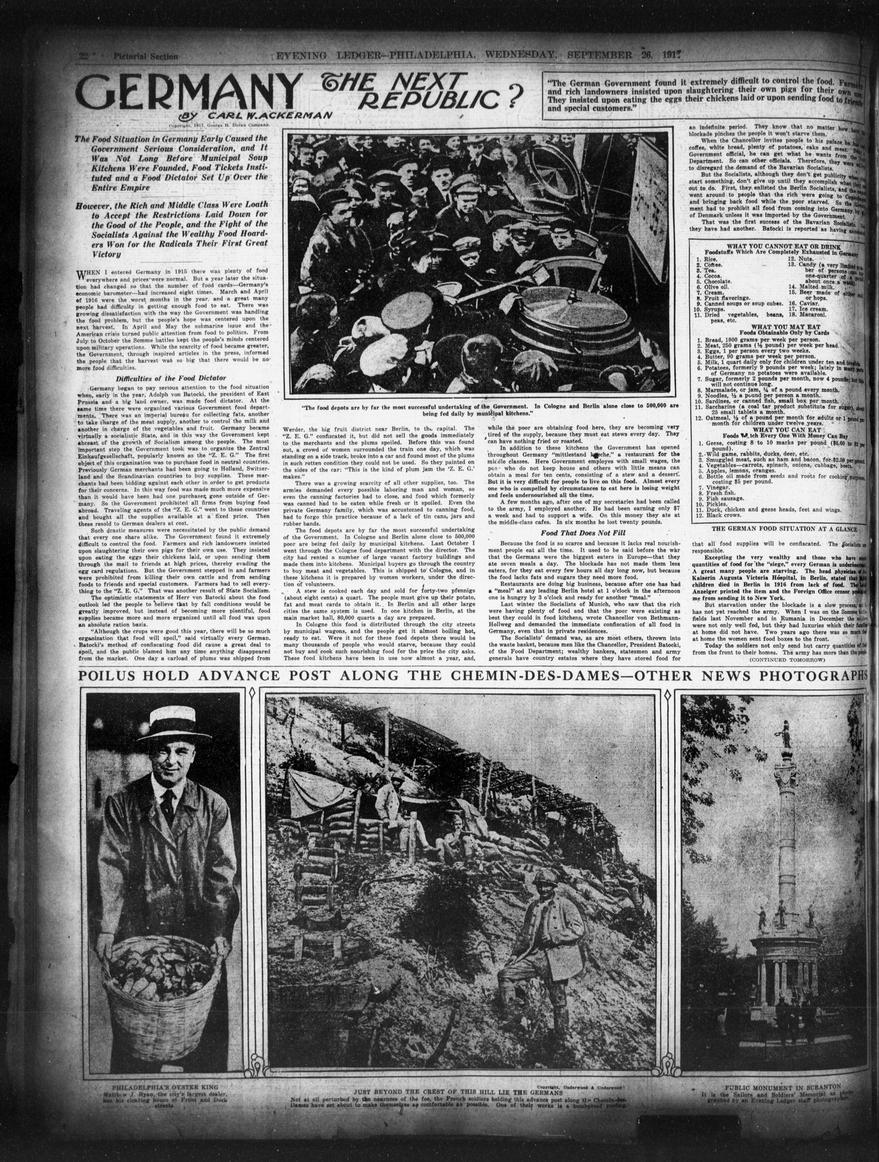 22 Pictorial Section EVENING LEDGER—PHILADELPHIA, WEDNESDAY, SEPTEMBER 26, 1917
GERMANY THE NEXT
REPUBLIC?
BY CARL W. ACKERMAN
Copyright, 1917, George H. Doran Company.
"The German Government found it extremely difficult to control the food.
and rich landowners insisted upon slaughtering their own pigs for their own
They insisted upon eating the eggs their chickens laid or upon sending food to friends
and special customers."
The Food Situation in Germany Early Caused the
Government Serious Consideration, and It
Was Not Long Before Municipal Soup
Kitchens Were Founded, Food Tickets Insti-
tuted and a Food Dictator Set Up Over the
Entire Empire
However, the Rich and Middle Class Were Loath
to Accept the Restrictions Laid Down for
the Good of the People, and the Fight of the
Socialists Against the Wealthy Food Hoard-
ers Won for the Radicals Their First Great
Victory
WHEN I entered Germany in 1915 there was plenty of food
everywhere and prices were normal. But a year later the situa-
tion had changed so that the number of food cards—Germany's
economic barometer—had increased eight times. March and April
of 1916 were the worst months in the year, and a great many
people had difficulty in getting enough food to eat. There was
growing dissatisfaction with the way the Government was handling
the food problem, but the people's hope was centered upon the
next harvest. In April and May the submarine issue and the
American crisis turned public attention from food to politics. From
July to October the Somme battles kept the people's minds centered
upon military operations. While the scarcity of food became greater,
the Government, through inspired articles in the press, informed
the people that the harvest was so big that there would be no
more food difficulties.
Difficulties of the Food Dictator
Germany began to pay serious attention to the food situation
when, early in the year, Adolph von Batocki, the president of East
Prussia and a big land owner, was made food dictator. At the
same time there were organized various Government food depart-
ments. There was an imperial bureau for collecting fats, another
to take charge of the meat supply, another to control the milk and
another in charge of the vegetables and fruit. Germany became
virtually a socialistic State, and in this way the Government kept
abreast of the growth of Socialism among the people. The most
important step the Government took was to organize the Zentral
Einkaufgesellschaft, popularly known as the "Z. E. G." The first
object of this organization was to purchase food in neutral countries.
Previously German merchants had been going to Holland, Switzer-
land and the Scandinavian countries to buy supplies. These mer-
chants had been bidding against each other in order to get products
for their concerns. In this way food was made much more expensive
than it would have been had one purchased gone outside of Ger-
many. So the Government prohibited all firms from buying food
abroad. Traveling agents of the "Z. E. G." went to these countries
and bought all the supplies available at a fixed price. Then
these resold to German dealers at cost.
Such drastic measures were necessitated by the public demand
that every one share alike. The Government found it extremely
difficult to control the food. Farmers and rich landowners insisted
upon slaughtering their own pigs for their own use. They insisted
upon eating the eggs their chickens laid, or upon sending them
through the mail to friends at high prices, thereby evading the
egg card regulations. But the Government stepped in and farmers
were prohibited from killing their own cattle and from sending
foods to friends and special customers. Farmers had to sell every-
thing to the "Z. E. G." That was another result of State Socialism.
The optimistic statements of Herr von Batocki about the food
outlook led the people to believe that by fall conditions would be
greatly improved, but instead of becoming more plentiful, food
supplies became more and more organized until all food was upon
an absolute ration basis.
"Although the crops were good this year, there will be so much
organization that food will spoil," said virtually every German.
Batocki's method of confiscating food did cause a great deal to
spoil, and the public blamed him any time anything disappeared
from the market. One day a carload of plums was shipped from
"The food depots are by far the most successful undertaking of the Government. In Cologne and Berlin alone close to 500,000 are
being fed daily by municipal kitchens."
Werder, the big fruit district near Berlin, to the capital. The
"Z. E. G." confiscated it, but did not sell the goods immediately
to the merchants and the plums spoiled. Before this was found
out, a crowd of women surrounded the train one day, which was
standing on a side track, broke into a car and found most of the plums
in such rotten condition they could not be used. So they painted on
the sides of the car: "This is the kind of plum jam the 'Z. E. G.'
makes."
There was a growing scarcity of all other supplies, too. The
armies demanded every possible laboring man and woman, so
even the canning factories had to close, and food which formerly
was canned had to be eaten while fresh or it spoiled. Even the
private German family, which was accustomed to canning food,
had to forgo this practice because of a lack of tin cans, jars and
rubber bands.
The food depots are by far the most successful undertaking
of the Government. In Cologne and Berlin alone close to 500,000
poor are being fed daily by municipal kitchens. Last October I
went through the Cologne food department with the director. The
city had rented a number of large vacant factory buildings and
made them into kitchens. Municipal buyers go through the country
to buy meat and vegetables. This is shipped to Cologne, and in
these kitchens it is prepared by women workers, under the direc-
tion of volunteers.
A stew is cooked each day and sold for forty-two pfennigs
(about eight cents) a quart. The people must give up their potato,
fat and meat cards to obtain it. In Berlin and all other large
cities the same system is used. In one kitchen in Berlin, at the
main market hall, 80,000 quarts a day are prepared.
In Cologne this food is distributed through the city streets
by municipal wagons, and the people get it almost boiling hot,
ready to eat. Were it not for these food depots there would be
many thousands of people who would starve, because they could
not buy and cook such nourishing food for the price the city asks.
These food kitchens have been in use now almost a year, and,
while the poor are obtaining food here, they are becoming very
tired of the supply, because they must eat stews every day. They
can have nothing fried or roasted.
In addition to these kitchens the Government has opened
throughout Germany "mittlestand kueche," a restaurant for the
middle classes. Here Government employes with small wages, the
poor who do not keep house and others with little means can
obtain a meal for ten cents, consisting of a stew and a dessert.
But it is very difficult for people to live on this food. Almost every
one who is compelled by circumstances to eat here is losing weight
and feels undernourished all the time.
A few months ago, after one of my secretaries had been called
to the army, I employed another. He had been earning only $7
a week and had to support a wife. On this money they ate at
the middle-class cafes. In six months he lost twenty pounds.
Food That Does Not Fill
Because the food is so scarce and because it lacks real nourish-
ment people eat all the time. It used to be said before the war
that the Germans were the biggest eaters in Europe—that they
ate seven meals a day. The blockade has not made them less
eaters, for they eat every few hours all day long now, but because
the food lacks fats and sugars they need more food.
Restaurants are doing big business, because after one has had
a "meal" at any leading Berlin hotel at 1 o'clock in the afternoon
one is hungry by 3 o'clock and ready for another "meal."
Last winter the Socialists of Munich, who saw that the rich
were having plenty of food and that the poor were existing as
best they could in food kitchens, wrote Chancellor von Bethmann-
Hollweg and demanded the immediate confiscation of all food in
Germany, even that in private residences.
The Socialists' demand was, as are most others, thrown into
the waste basket, because men like the Chancellor, President Batocki,
of the Food Department; wealthy bankers, statesmen and army
generals have country estates where they have stored food for
an indefinite period. They know that no matter how
blockade pinches the people it won't starve them.
When the Chancellor invites people to his palace he
coffee, white bread, plenty of potatoes, cake and meat.
Government official, he can get what he wants from
Department. So can other officials. Therefore, they were
to disregard the demand of the Bavarian Socialists.
But the Socialists, although they don't get publicity
start something, don't give up until they accomplish what they
out to do. First, they enlisted the Berlin Socialists, and the
went around to people that the rich were going to Copenhagen
and bringing back food while the poor starved. So the
ment had to prohibit all food from coming into Germany
of Denmark unless it was imported by the Government.
That was the first success of the Bavarian Socialists.
they have had another. Batocki is reported as having
WHAT YOU CANNOT EAT OR DRINK
Foodstuffs Which Are Completely Exhausted in Germany
1. Rice.
2. Coffee.
3. Tea.
4. Cocoa.
5. Chocolate.
6. Olive oil.
7. Cream.
8. Fruit flavorings.
9. Canned soups or soup cubes.
10. Syrups.
11. Dried vegetables, beans,
peas, etc.
12. Nuts.
13. Candy (a very limited
ber of persons
one-quarter of a
about once a
14. Malted milk.
15. Beer made of
or hops.
16. Caviar.
17. Ice cream.
18. Macaroni.
WHAT YOU MAY EAT
Foods Obtainable Only by Cards
1. Bread, 1900 grams per week per person.
2. Meat, 250 grams (½ pound) per week per head.
3. Eggs, 1 per person every two weeks.
4. Butter, 90 grams per week per person.
5. Milk, 1 quart daily only for children under ten and
6. Potatoes, formerly 9 pounds per week; lately in many
of Germany no potatoes were available.
7. Sugar, formerly 2 pounds per month, now 4 pounds, but this
will not continue long.
8. Marmalade, or jam, ¼ of a pound every month.
9. Noodles, ½ a pound per person a month.
10. Sardines, or canned fish, small box per month.
11. Saccharine (a coal tar product substitute for sugar), about
25 small tablets a month.
12. Oatmeal, ½ of a pound per month for adults or 1 pound per
month for children under twelve years.
WHAT YOU CAN EAT
Foods Which Every One With Money Can Buy
1. Geese, costing 8 to 10 marks per pound ($1.60 to
pound).
2. Wild game, rabbits, ducks, deer, etc.
3. Smuggled meat, such as ham and bacon, for $2.50
4. Vegetables—carrots, spinach, onions, cabbage, beets.
5. Apples, lemons, oranges.
6. Bottle oil made from seeds and roots for cooking
costing $5 per pound.
7. Vinegar.
8. Fresh fish.
9. Fish sausage.
10. Pickles.
11. Duck, chicken and geese heads, feet and wings.
12. Black crows.
THE GERMAN FOOD SITUATION AT A GLANCE
that all food supplies will be confiscated. The Socialists
responsible.
Excepting the very wealthy and those who have
quantities of food for the "siege," every German is undernourished.
A great many people are starving. The head physician of
Kaiserin Augusta Victoria Hospital, in Berlin, stated that
children died in Berlin in 1916 from lack of food. The
Anzeiger printed the item and the Foreign Office censor
me from sending it to New York.
But starvation under the blockade is a slow process,
has not yet reached the army. When I was on the Somme
fields last November and in Rumania in December the
were not only well fed, but they had luxuries which their
at home did not have. Two years ago there was so much
at home the women sent food boxes to the front.
Today the soldiers not only send but carry quantities of
from the front to their homes. The army has more than the
(CONTINUED TOMORROW)
POILUS HOLD ADVANCE POST ALONG THE CHEMIN-DES-DAMES—OTHER NEWS PHOTOGRAPHS
PHILADELPHIA'S OYSTER KING
Matthew J. Ryan, the city's largest dealer,
Front and Dock
streets
Copyright, Underwood & Underwood
JUST BEYOND THE CREST OF THIS HILL LIE THE GERMANS
Not at all perturbed by the nearness of the foe, the French soldiers holding this advance post along the Chemin-des-
Dames have set about to make themselves as comfortable as possible. One of their works is a bombproof
PUBLIC MONUMENT IN SCRANTON
It is the Sailors and Soldiers' Memorial as
graphed by an Evening Ledger staff photographer